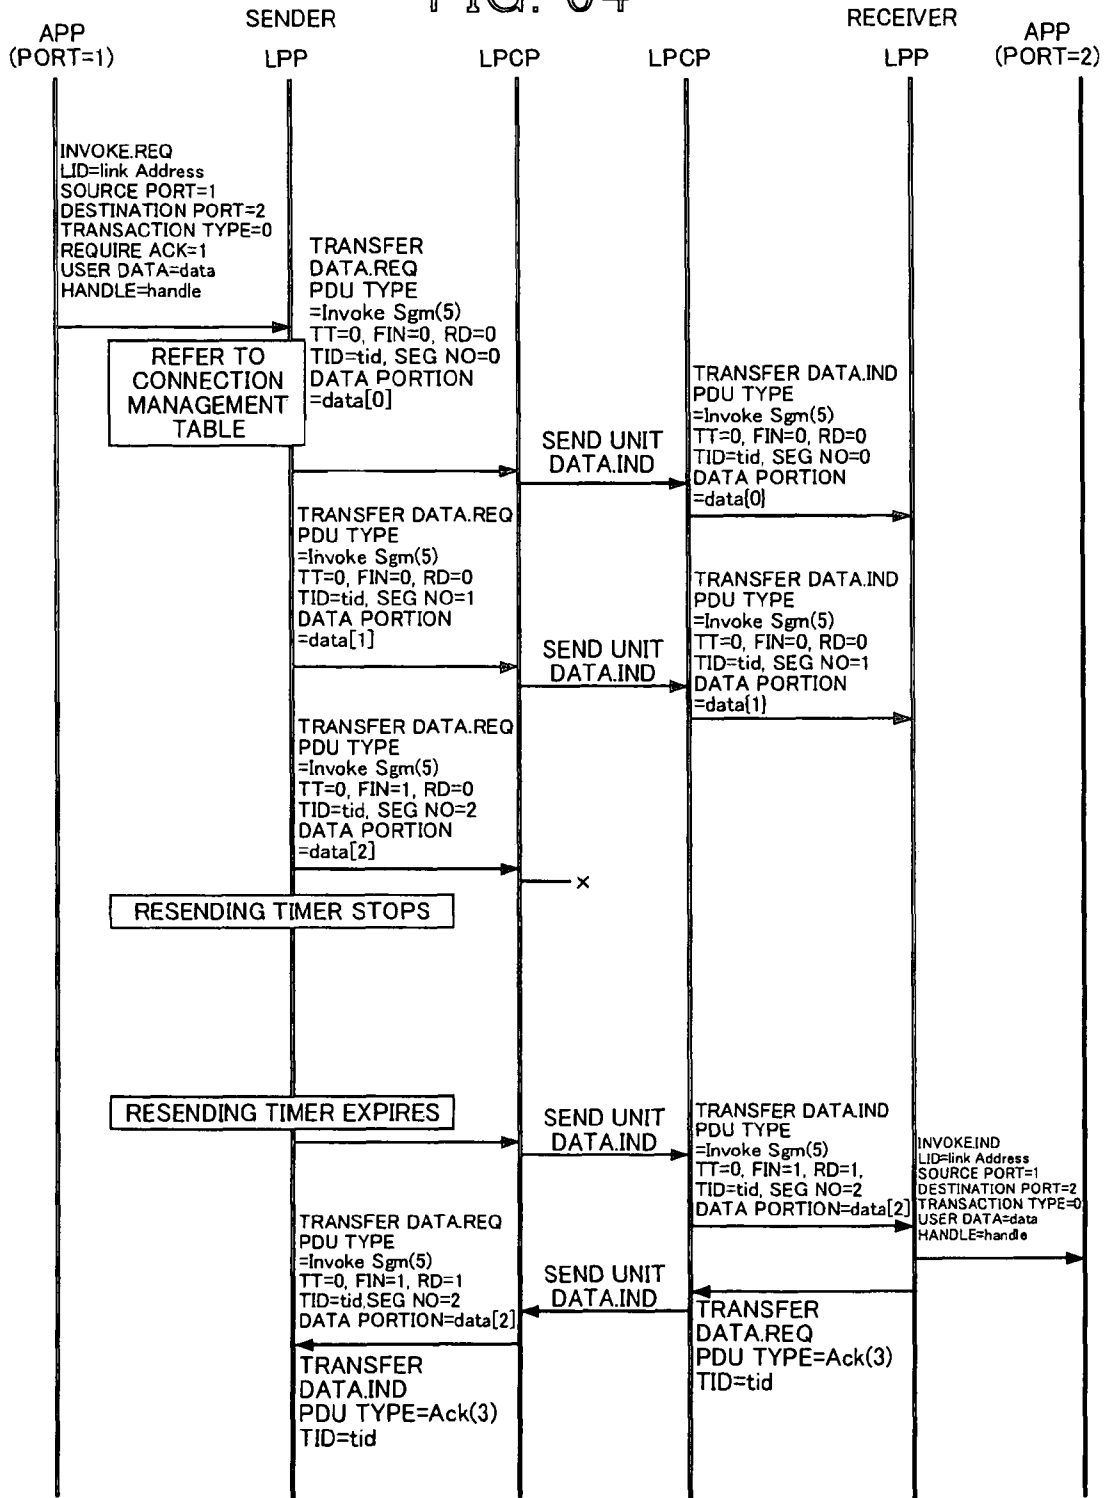 FIG. 64
SENDER
RECEIVER
APP
(PORT=1)
LPP
LPCP
LPCP
LPP
APP
(PORT=2)
INVOKE.REQ
LID=link Address
SOURCE PORT=1
DESTINATION PORT=2
TRANSACTION TYPE=0
REQUIRE ACK=1
USER DATA=data
HANDLE=handle
TRANSFER
DATA.REQ
PDU TYPE
=Invoke Sgm(5)
TT=0, FIN=0, RD=0
TID=tid, SEG NO=0
DATA PORTION
=data[0]
REFER TO
CONNECTION
MANAGEMENT
TABLE
SEND UNIT
DATA.IND
TRANSFER DATA.IND
PDU TYPE
=Invoke Sgm(5)
TT=0, FIN=0, RD=0
TID=tid, SEG NO=0
DATA PORTION
=data[0]
TRANSFER DATA.REQ
PDU TYPE
=Invoke Sgm(5)
TT=0, FIN=0, RD=0
TID=tid, SEG NO=1
DATA PORTION
=data[1]
SEND UNIT
DATA.IND
TRANSFER DATA.IND
PDU TYPE
=Invoke Sgm(5)
TT=0, FIN=0, RD=0
TID=tid, SEG NO=1
DATA PORTION
=data[1]
TRANSFER DATA.REQ
PDU TYPE
=Invoke Sgm(5)
TT=0, FIN=1, RD=0
TID=tid, SEG NO=2
DATA PORTION
=data[2]
×
RESENDING TIMER STOPS
RESENDING TIMER EXPIRES
SEND UNIT
DATA.IND
TRANSFER DATA.IND
PDU TYPE
=Invoke Sgm(5)
TT=0, FIN=1, RD=1,
TID=tid, SEG NO=2
DATA PORTION=data[2]
INVOKE.IND
LID=link Address
SOURCE PORT=1
DESTINATION PORT=2
TRANSACTION TYPE=0
USER DATA=data
HANDLE=handle
TRANSFER DATA.REQ
PDU TYPE
=Invoke Sgm(5)
TT=0, FIN=1, RD=1
TID=tid,SEG NO=2
DATA PORTION=data[2]
SEND UNIT
DATA.IND
TRANSFER
DATA.REQ
PDU TYPE=Ack(3)
TID=tid
TRANSFER
DATA.IND
PDU TYPE=Ack(3)
TID=tid